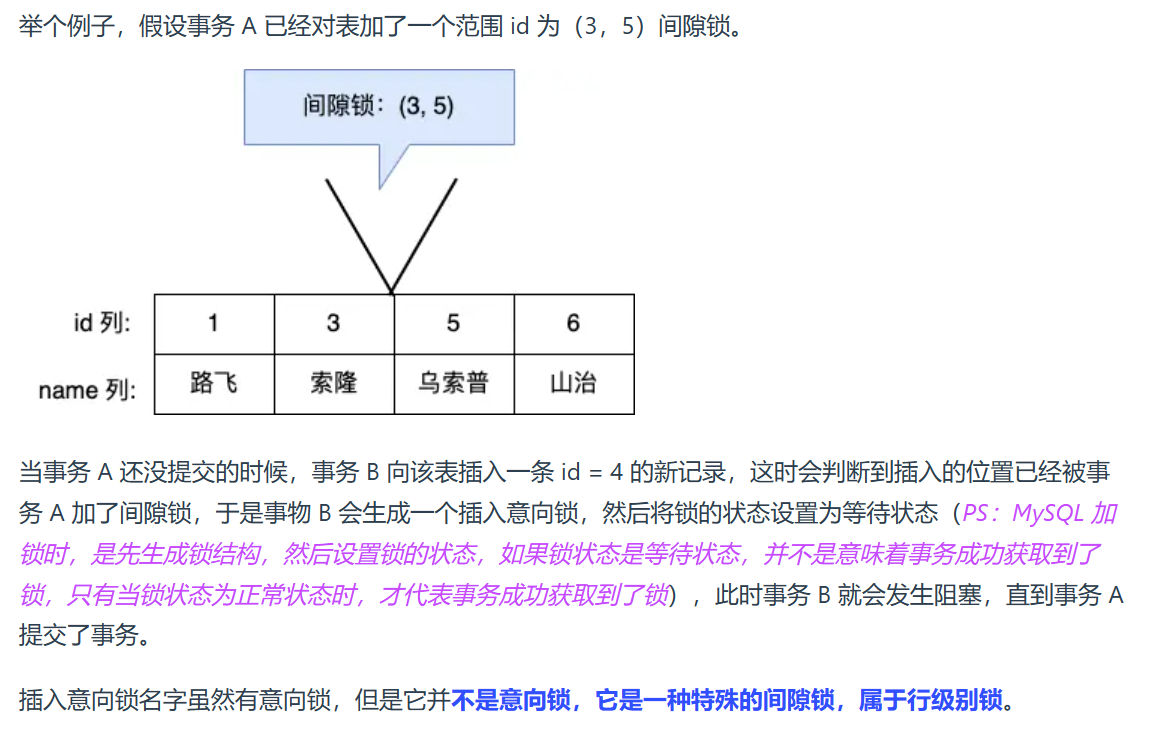 举个例子，假设事务 A 已经对表加了一个范围 id 为（3，5）间隙锁。
间隙锁：(3, 5)
id 列: 1 3 5 6
name 列: 路飞 索隆 乌索普 山治
当事务 A 还没提交的时候，事务 B 向该表插入一条 id = 4 的新记录，这时会判断到插入的位置已经被事
务 A 加了间隙锁，于是事物 B 会生成一个插入意向锁，然后将锁的状态设置为等待状态（PS：MySQL 加
锁时，是先生成锁结构，然后设置锁的状态，如果锁状态是等待状态，并不是意味着事务成功获取到了
锁，只有当锁状态为正常状态时，才代表事务成功获取到了锁），此时事务 B 就会发生阻塞，直到事务 A
提交了事务。
插入意向锁名字虽然有意向锁，但是它并不是意向锁，它是一种特殊的间隙锁，属于行级别锁。